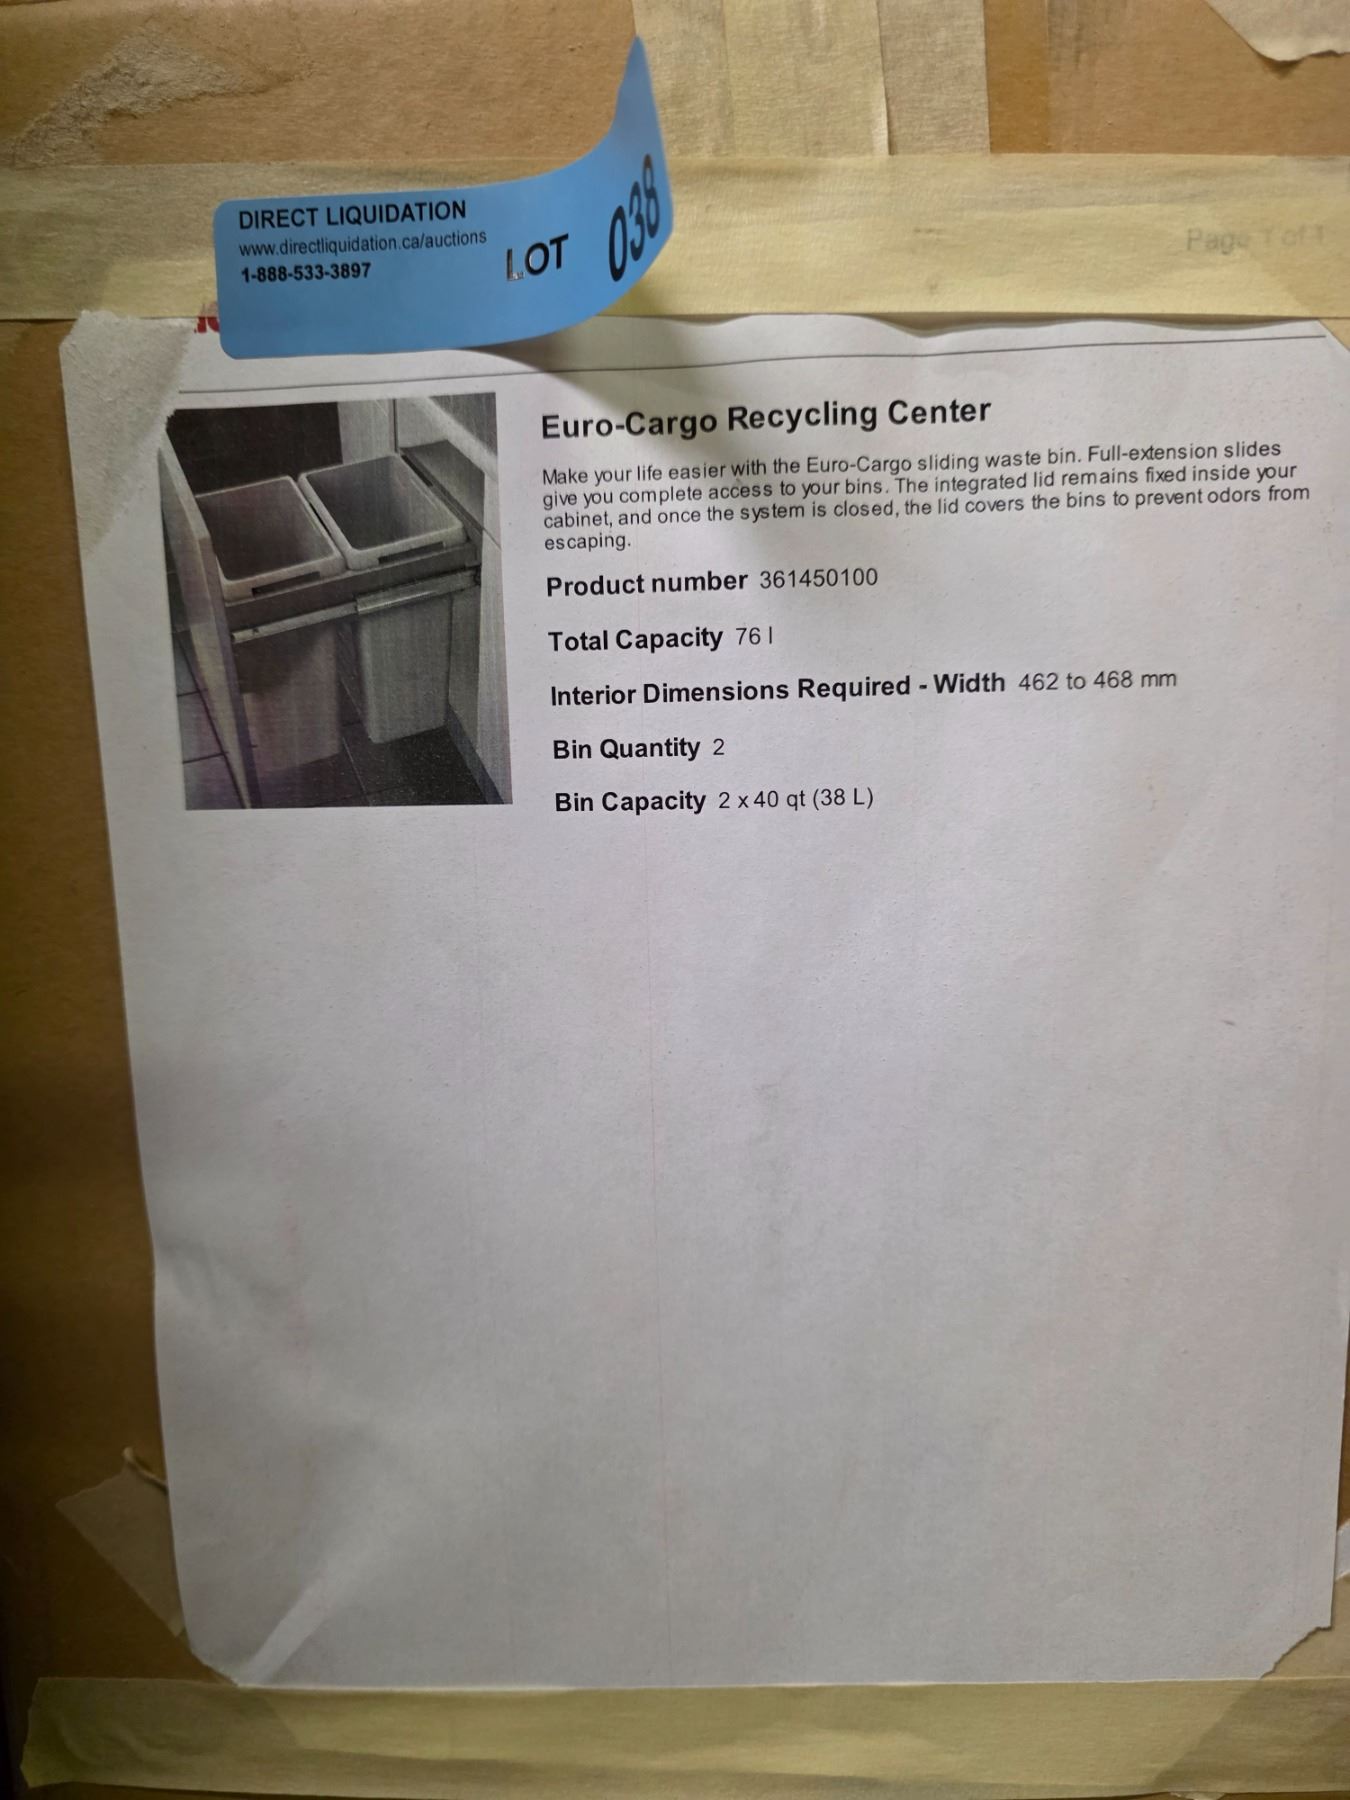 DIRECT LIQUIDATION
www.directliquidation.ca/auctions
1-888-533-3897
LOT 038
Page 1 of 1
Euro-Cargo Recycling Center
Make your life easier with the Euro-Cargo sliding waste bin. Full-extension slides
give you complete access to your bins. The integrated lid remains fixed inside your
cabinet, and once the system is closed, the lid covers the bins to prevent odors from
escaping.
Product number 361450100
Total Capacity 76 l
Interior Dimensions Required - Width 462 to 468 mm
Bin Quantity 2
Bin Capacity 2 x 40 qt (38 L)